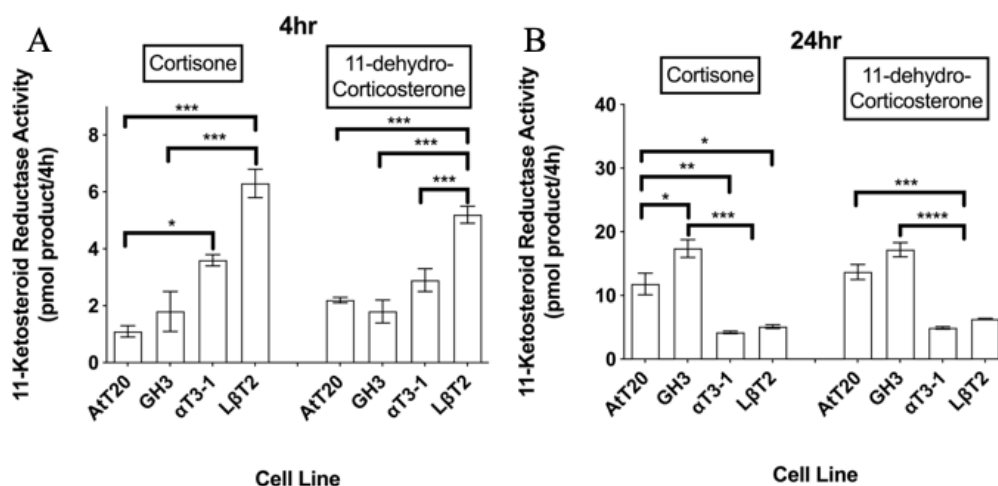 A
4hr
Cortisone
11-dehydro-
Corticosterone
11-Ketosteroid Reductase Activity
(pmol product/4h)
8
6
4
2
0
***
***
*
***
***
***
AtT20
GH3
αT3-1
LβT2
AtT20
GH3
αT3-1
LβT2
Cell Line
B
24hr
Cortisone
11-dehydro-
Corticosterone
11-Ketosteroid Reductase Activity
(pmol product/4h)
40
30
20
10
0
*
**
*
***
***
****
AtT20
GH3
αT3-1
LβT2
AtT20
GH3
αT3-1
LβT2
Cell Line